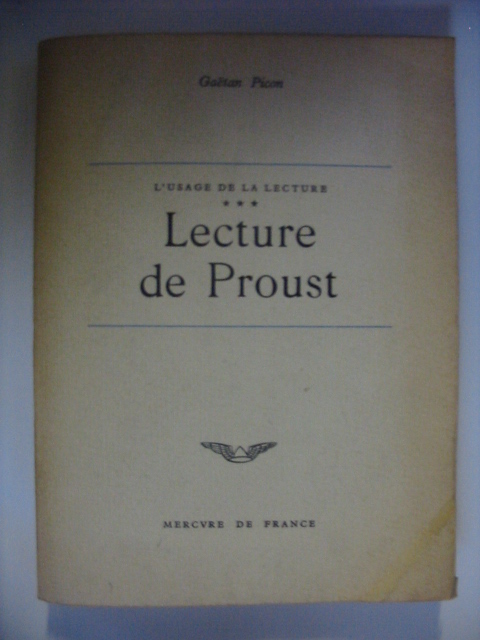 Gaëtan Picon
L'USAGE DE LA LECTURE
★★★
Lecture
de Proust
MERCVRE DE FRANCE